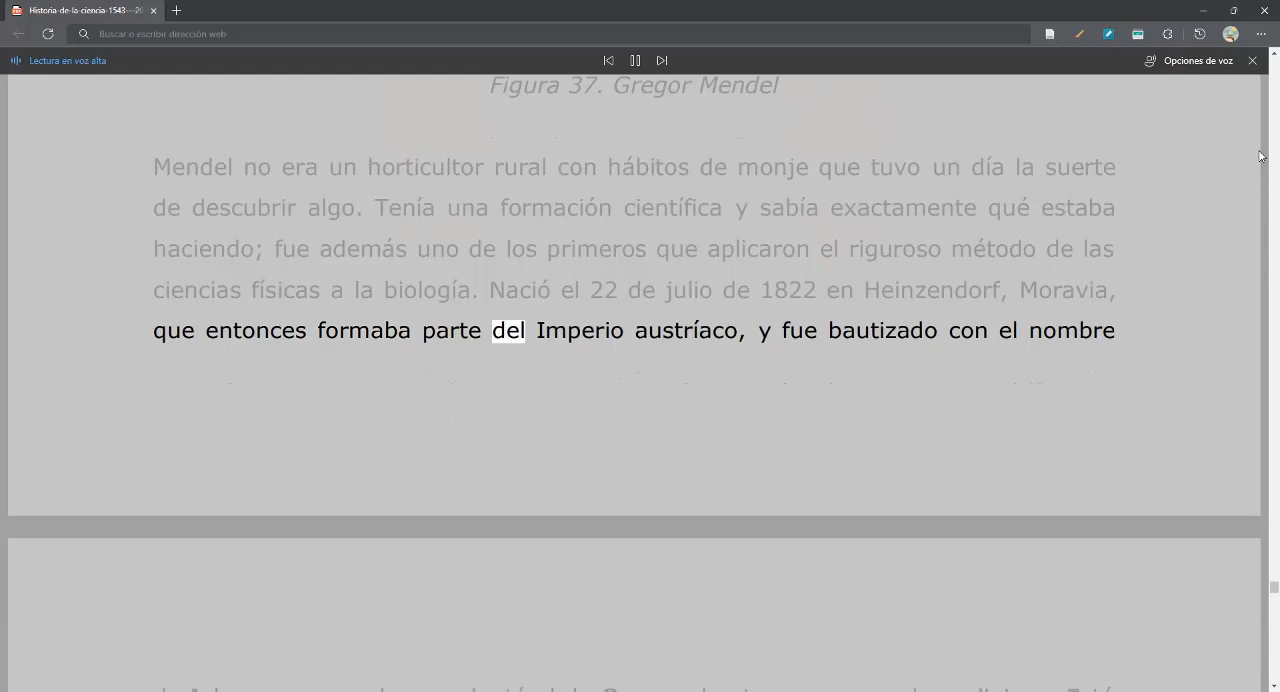 Historia-de-la-ciencia-1543---20
Buscar o escribir dirección web
Lectura en voz alta
Opciones de voz
Figura 37. Gregor Mendel
Mendel no era un horticultor rural con hábitos de monje que tuvo un día la suerte
de descubrir algo. Tenía una formación científica y sabía exactamente qué estaba
haciendo; fue además uno de los primeros que aplicaron el riguroso método de las
ciencias físicas a la biología. Nació el 22 de julio de 1822 en Heinzendorf, Moravia,
que entonces formaba parte del Imperio austríaco, y fue bautizado con el nombre